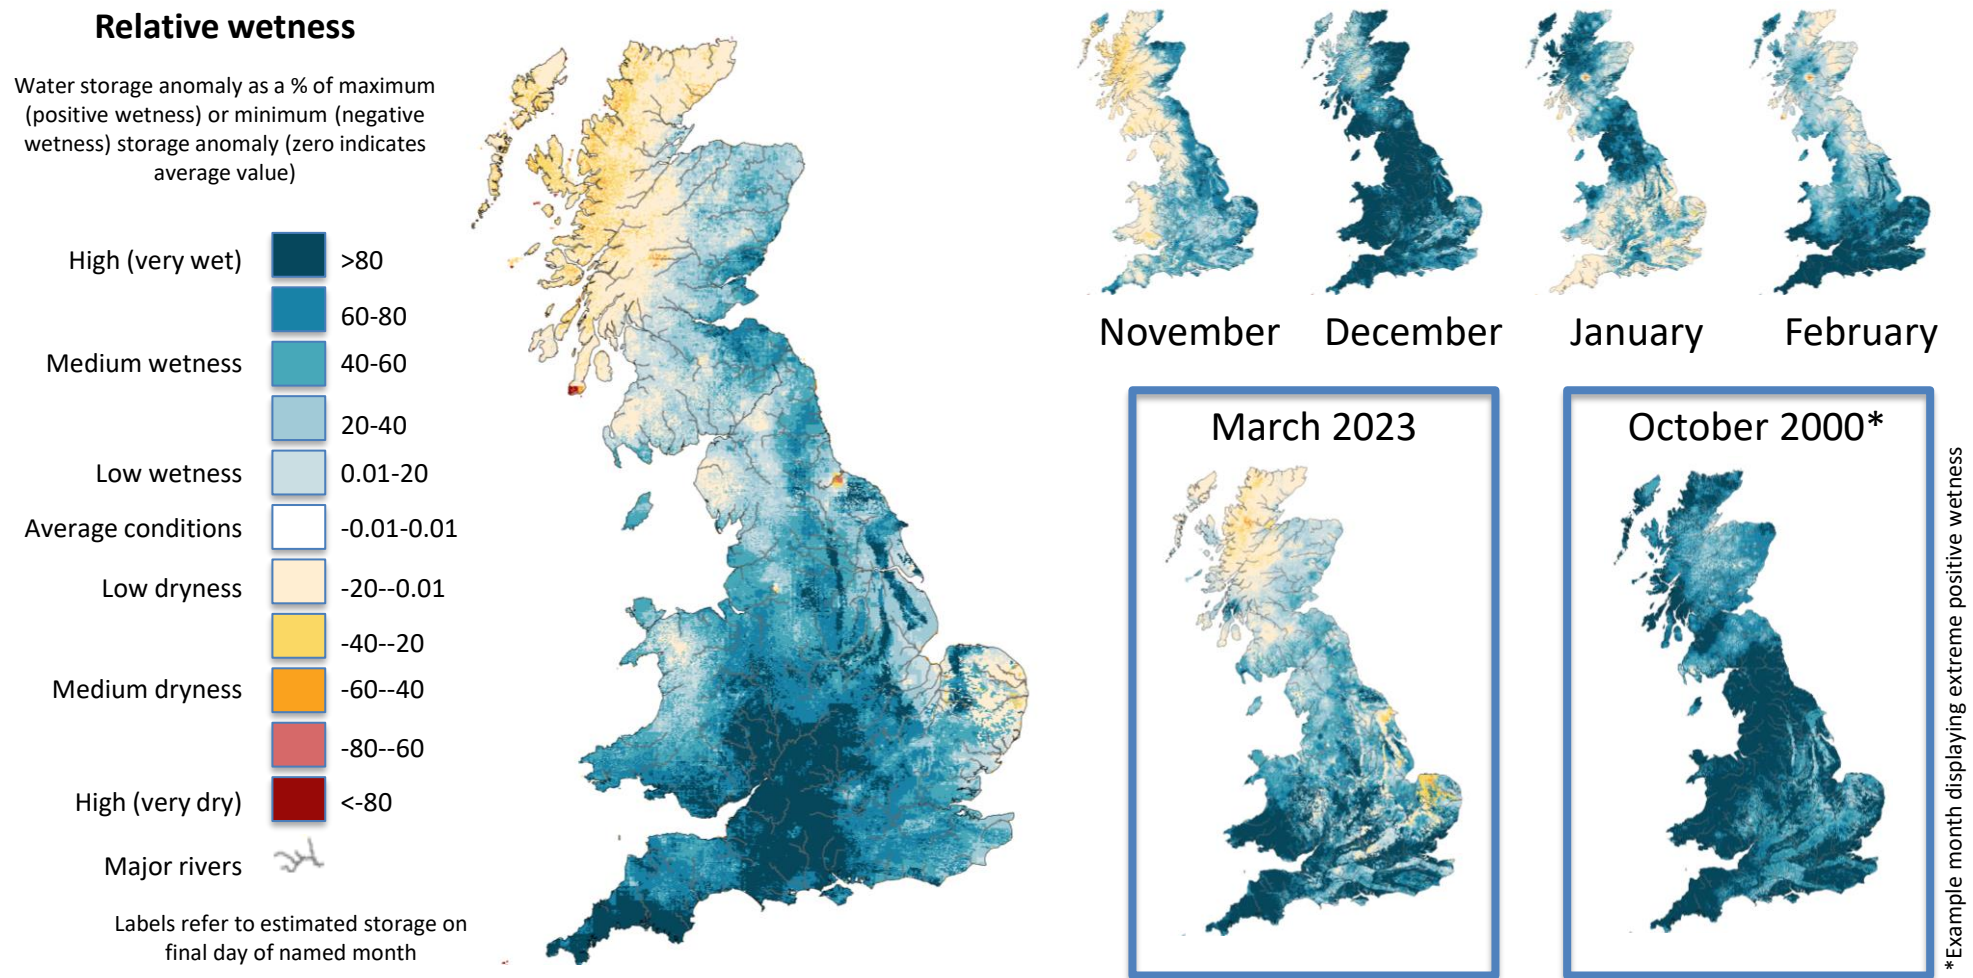 Relative wetness
Water storage anomaly as a % of maximum
(positive wetness) or minimum (negative
wetness) storage anomaly (zero indicates
average value)
High (very wet) >80
60-80
Medium wetness 40-60
20-40
Low wetness 0.01-20
Average conditions -0.01-0.01
Low dryness -20--0.01
-40--20
Medium dryness -60--40
-80--60
High (very dry) <-80
Major rivers
Labels refer to estimated storage on
final day of named month
November December January February
March 2023
October 2000*
*Example month displaying extreme positive wetness